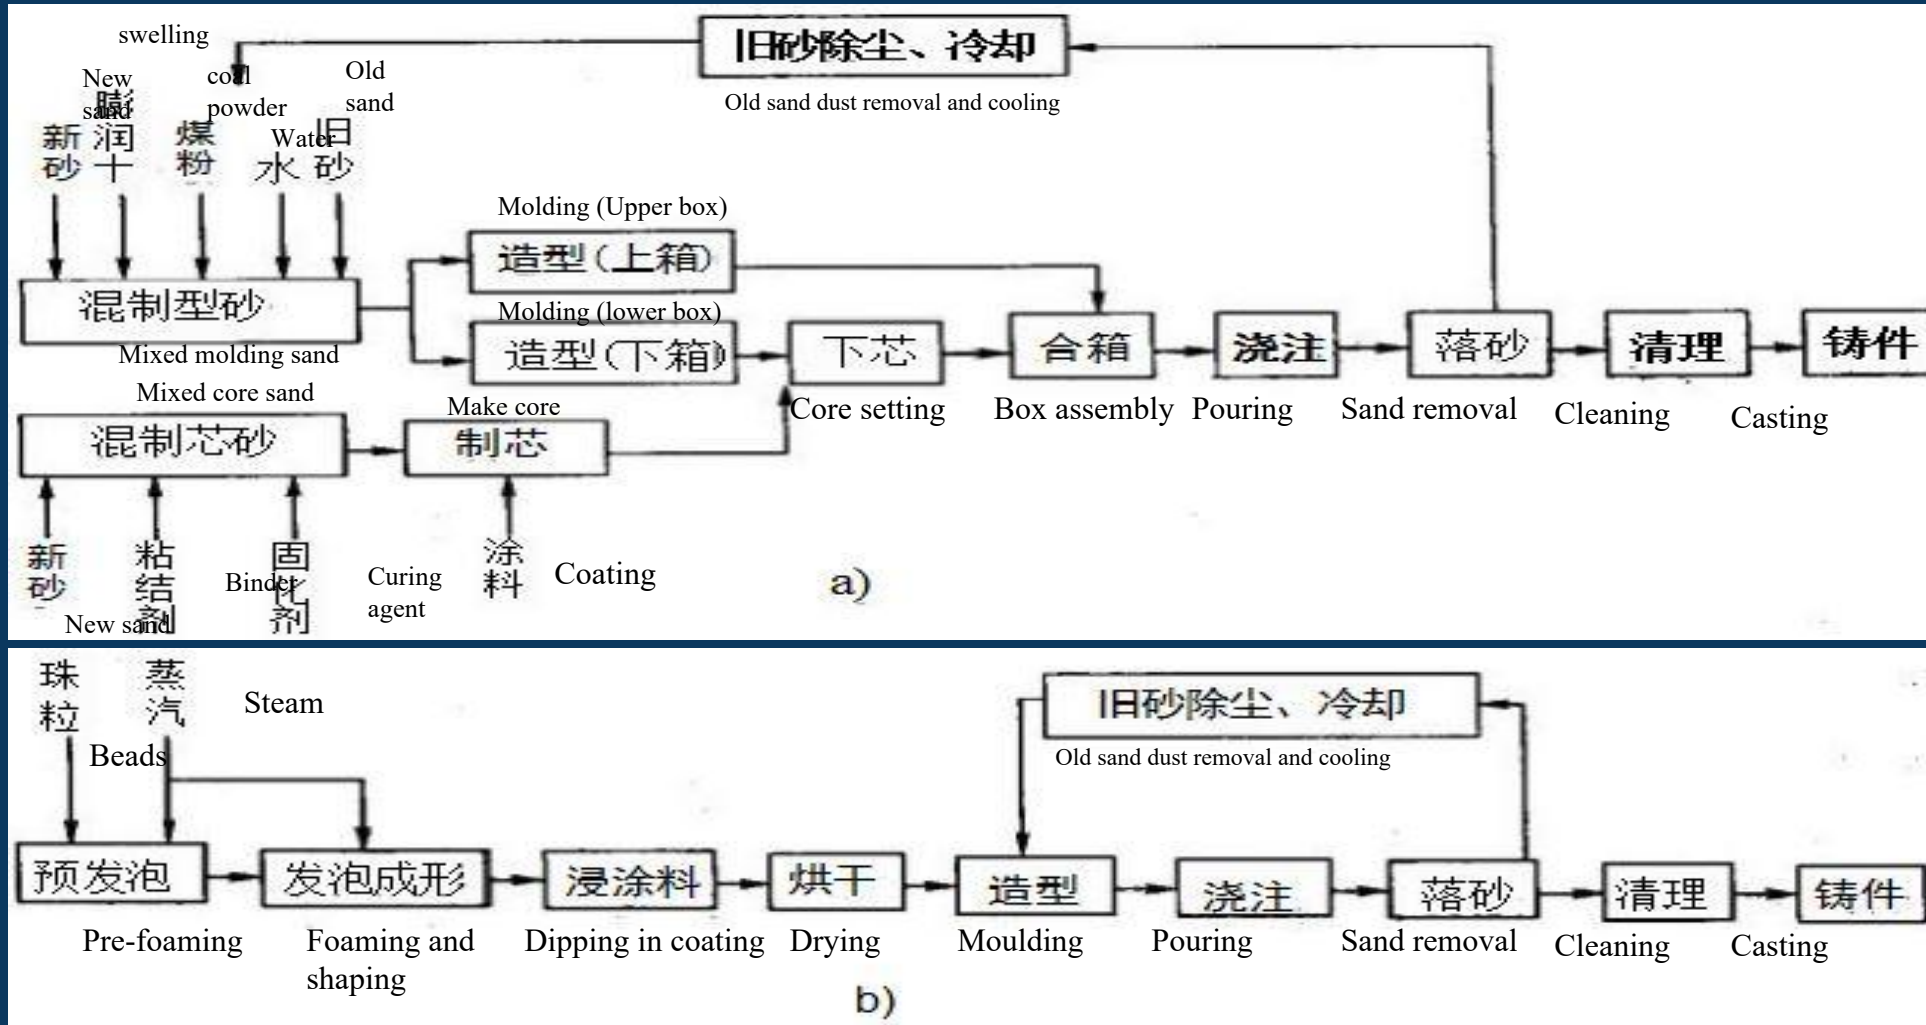 swelling
旧砂除尘、冷却
Old sand dust removal and cooling
New
sand
coal
powder
Old
sand
Water
新砂
膨润十
煤粉
水
旧砂
Molding (Upper box)
造型(上箱)
混制型砂
Mixed molding sand
Molding (lower box)
造型(下箱)
下芯
合箱
浇注
落砂
清理
铸件
Core setting
Box assembly
Pouring
Sand removal
Cleaning
Casting
Mixed core sand
混制芯砂
Make core
制芯
新砂
粘结剂
固化剂
涂料
New sand
Binder
Curing
agent
Coating
a)
珠粒
蒸汽
Steam
Beads
旧砂除尘、冷却
Old sand dust removal and cooling
预发泡
发泡成形
浸涂料
烘干
造型
浇注
落砂
清理
铸件
Pre-foaming
Foaming and
shaping
Dipping in coating
Drying
Moulding
Pouring
Sand removal
Cleaning
Casting
b)